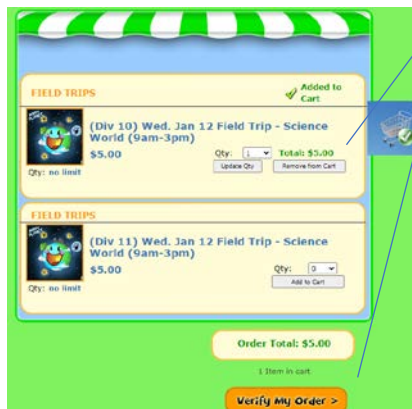 FIELD TRIPS
Added to
Cart
(Div 10) Wed. Jan 12 Field Trip - Science
World (9am-3pm)
$5.00
Qty: 1 Total: $5.00
Update Qty Remove from Cart
Qty: no limit
FIELD TRIPS
(Div 11) Wed. Jan 12 Field Trip - Science
World (9am-3pm)
$5.00
Qty: 0
Add to Cart
Qty: no limit
Order Total: $5.00
1 Item in cart
Verify My Order >